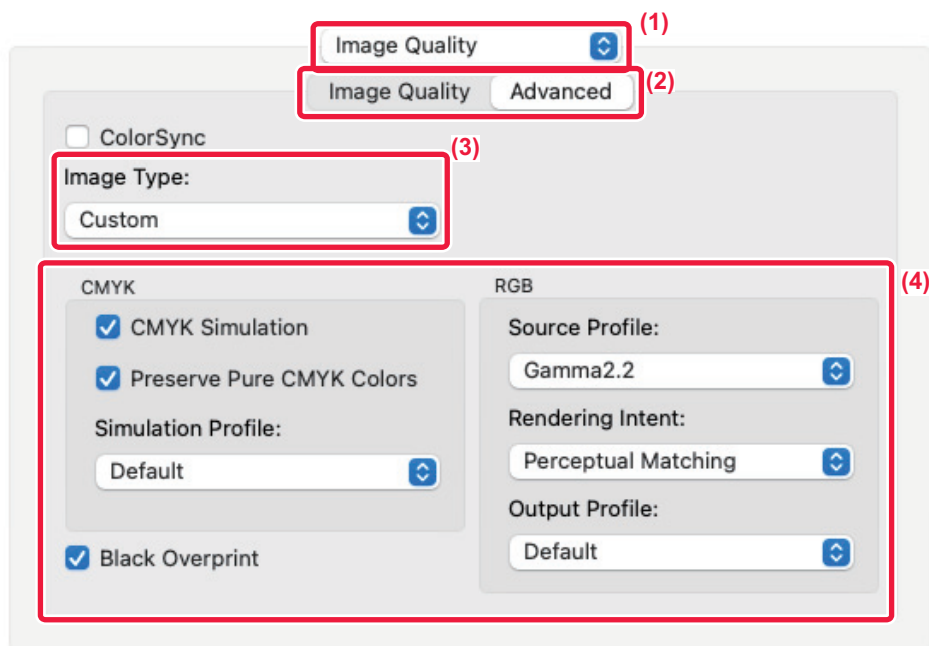 Image Quality
(1)
Image Quality Advanced
(2)
ColorSync
(3)
Image Type:
Custom
(4)
CMYK
CMYK Simulation
Preserve Pure CMYK Colors
Simulation Profile:
Default
Black Overprint
RGB
Source Profile:
Gamma2.2
Rendering Intent:
Perceptual Matching
Output Profile:
Default